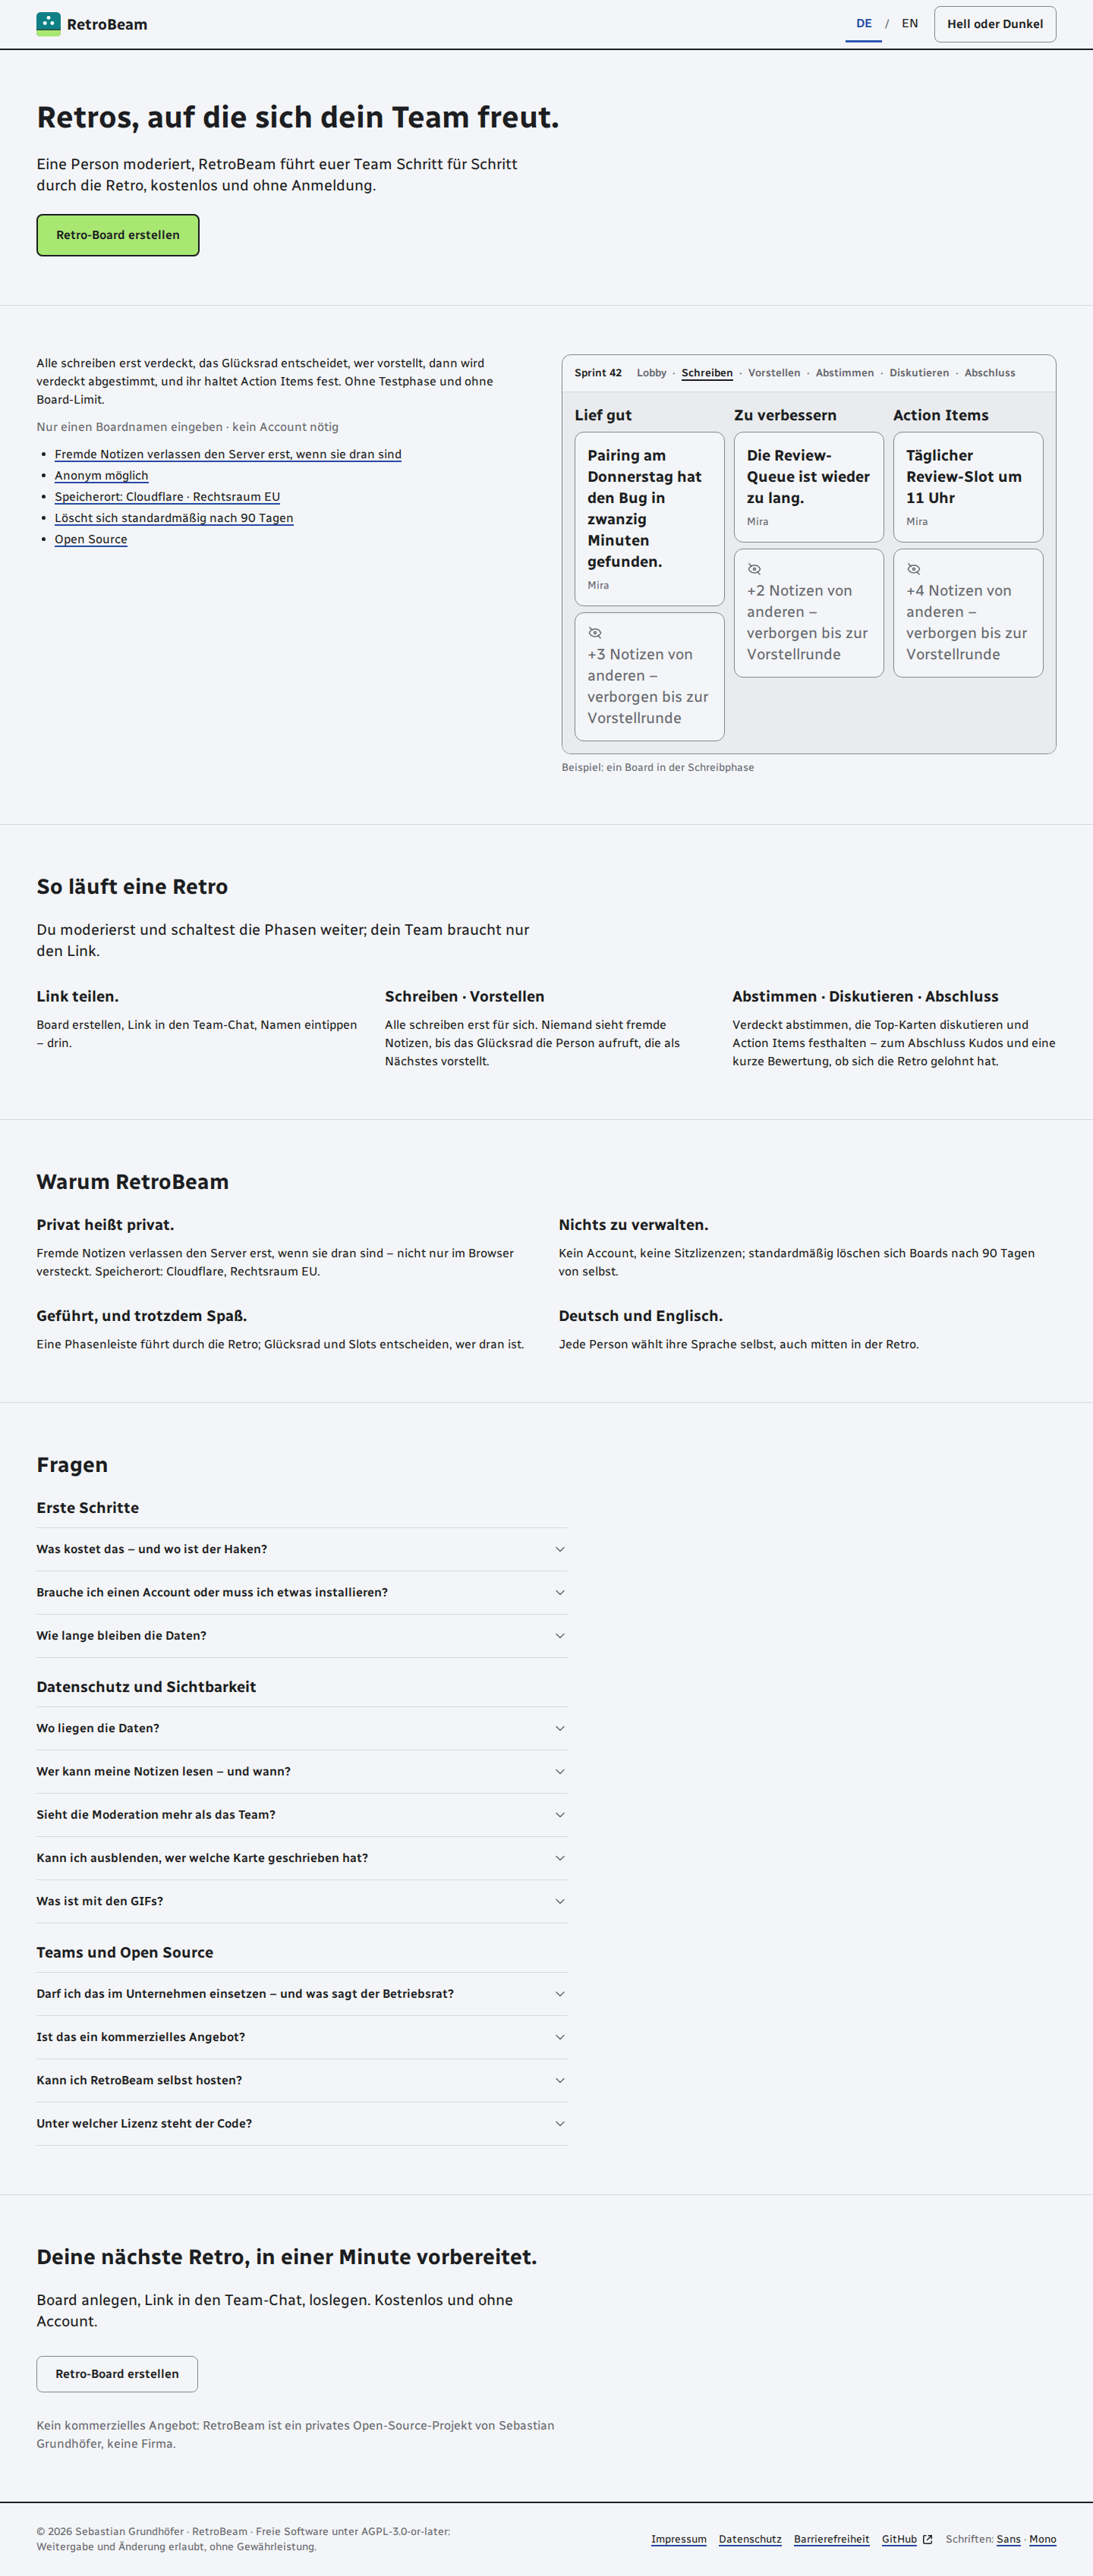 RetroBeam
DE / EN
Hell oder Dunkel
Retros, auf die sich dein Team freut.
Eine Person moderiert, RetroBeam führt euer Team Schritt für Schritt
durch die Retro, kostenlos und ohne Anmeldung.
Retro-Board erstellen
Alle schreiben erst verdeckt, das Glücksrad entscheidet, wer vorstellt, dann wird
verdeckt abgestimmt, und ihr haltet Action Items fest. Ohne Testphase und ohne
Board-Limit.
Nur einen Boardnamen eingeben · kein Account nötig
• Fremde Notizen verlassen den Server erst, wenn sie dran sind
• Anonym möglich
• Speicherort: Cloudflare · Rechtsraum EU
• Löscht sich standardmäßig nach 90 Tagen
• Open Source
Sprint 42 Lobby · Schreiben · Vorstellen · Abstimmen · Diskutieren · Abschluss
Lief gut
Pairing am
Donnerstag hat
den Bug in
zwanzig
Minuten
gefunden.
Mira
+3 Notizen von
anderen –
verborgen bis zur
Vorstellrunde
Zu verbessern
Die Review-
Queue ist wieder
zu lang.
Mira
+2 Notizen von
anderen –
verborgen bis zur
Vorstellrunde
Action Items
Täglicher
Review-Slot um
11 Uhr
Mira
+4 Notizen von
anderen –
verborgen bis zur
Vorstellrunde
Beispiel: ein Board in der Schreibphase
So läuft eine Retro
Du moderierst und schaltest die Phasen weiter; dein Team braucht nur
den Link.
Link teilen.
Board erstellen, Link in den Team-Chat, Namen eintippen
– drin.
Schreiben · Vorstellen
Alle schreiben erst für sich. Niemand sieht fremde
Notizen, bis das Glücksrad die Person aufruft, die als
Nächstes vorstellt.
Abstimmen · Diskutieren · Abschluss
Verdeckt abstimmen, die Top-Karten diskutieren und
Action Items festhalten – zum Abschluss Kudos und eine
kurze Bewertung, ob sich die Retro gelohnt hat.
Warum RetroBeam
Privat heißt privat.
Fremde Notizen verlassen den Server erst, wenn sie dran sind – nicht nur im Browser
versteckt. Speicherort: Cloudflare, Rechtsraum EU.
Nichts zu verwalten.
Kein Account, keine Sitzlizenzen; standardmäßig löschen sich Boards nach 90 Tagen
von selbst.
Geführt, und trotzdem Spaß.
Eine Phasenleiste führt durch die Retro; Glücksrad und Slots entscheiden, wer dran ist.
Deutsch und Englisch.
Jede Person wählt ihre Sprache selbst, auch mitten in der Retro.
Fragen
Erste Schritte
Was kostet das – und wo ist der Haken?
Brauche ich einen Account oder muss ich etwas installieren?
Wie lange bleiben die Daten?
Datenschutz und Sichtbarkeit
Wo liegen die Daten?
Wer kann meine Notizen lesen – und wann?
Sieht die Moderation mehr als das Team?
Kann ich ausblenden, wer welche Karte geschrieben hat?
Was ist mit den GIFs?
Teams und Open Source
Darf ich das im Unternehmen einsetzen – und was sagt der Betriebsrat?
Ist das ein kommerzielles Angebot?
Kann ich RetroBeam selbst hosten?
Unter welcher Lizenz steht der Code?
Deine nächste Retro, in einer Minute vorbereitet.
Board anlegen, Link in den Team-Chat, loslegen. Kostenlos und ohne
Account.
Retro-Board erstellen
Kein kommerzielles Angebot: RetroBeam ist ein privates Open-Source-Projekt von Sebastian
Grundhöfer, keine Firma.
© 2026 Sebastian Grundhöfer · RetroBeam · Freie Software unter AGPL-3.0-or-later:
Weitergabe und Änderung erlaubt, ohne Gewährleistung.
Impressum Datenschutz Barrierefreiheit GitHub Schriften: Sans · Mono